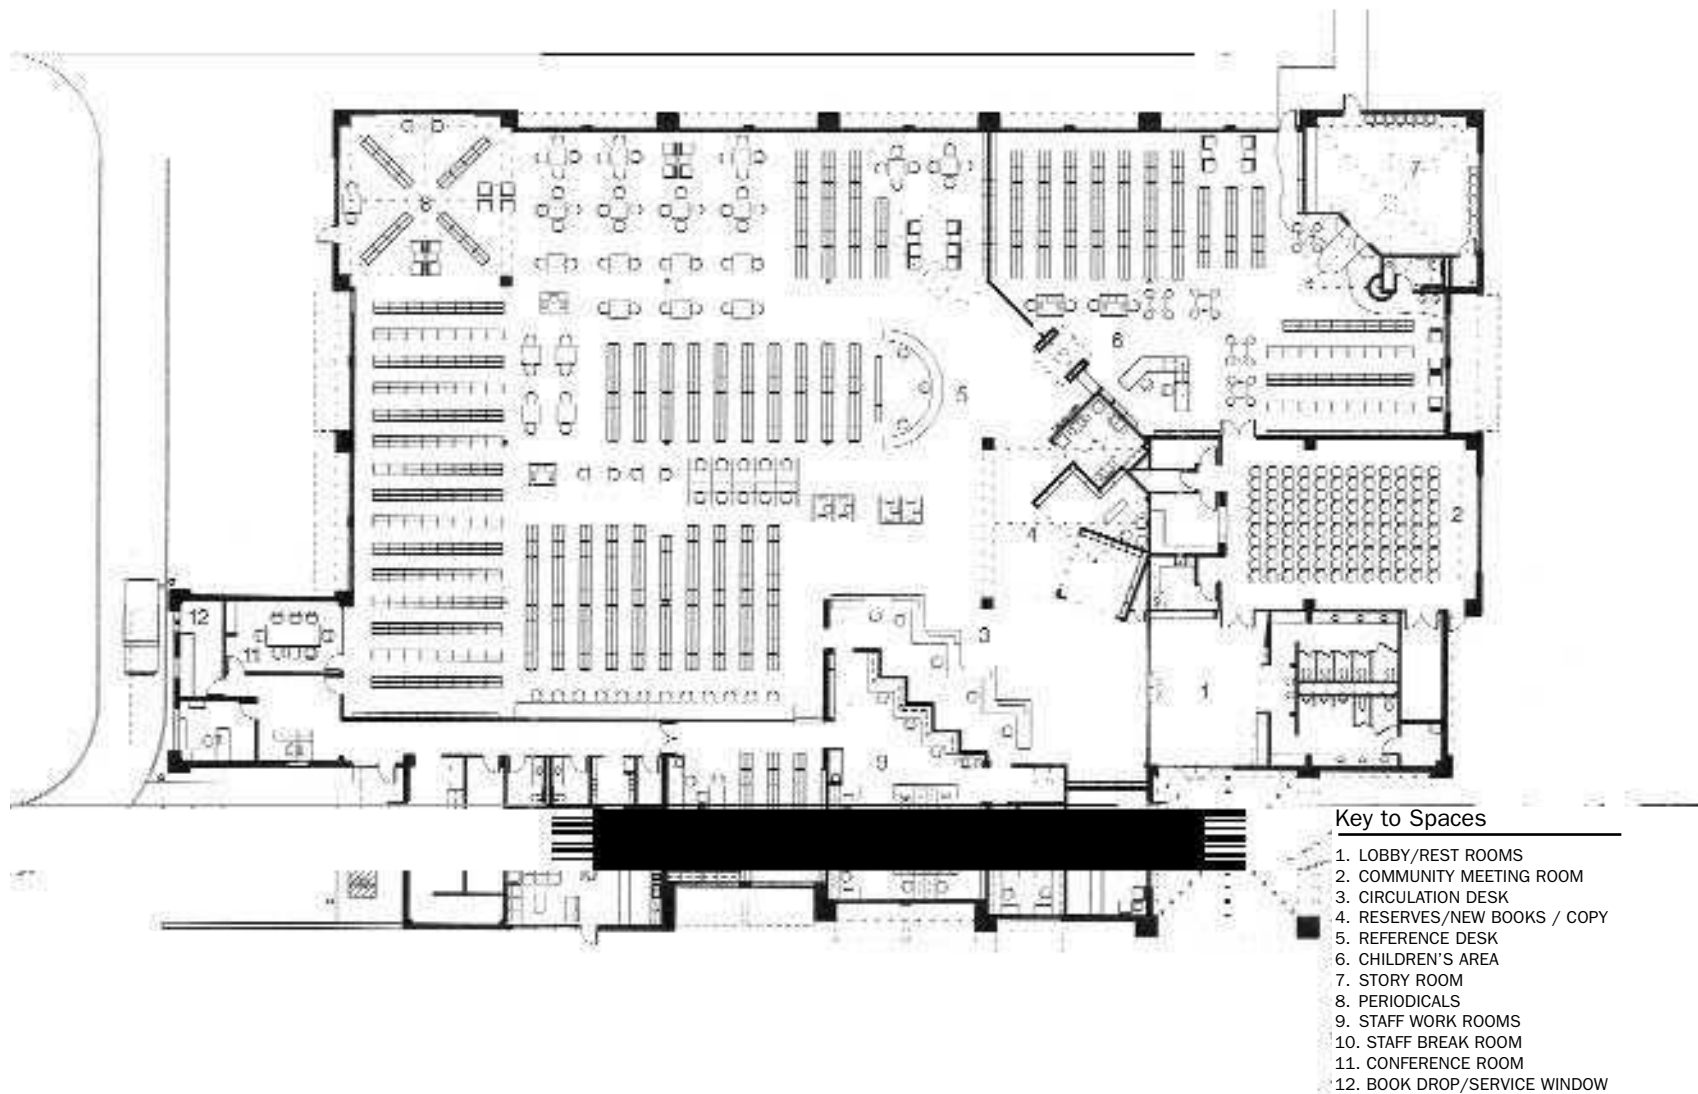 7
8
6
5
2
4
12
3
11
1
9
Key to Spaces
1. LOBBY/REST ROOMS
2. COMMUNITY MEETING ROOM
3. CIRCULATION DESK
4. RESERVES/NEW BOOKS / COPY
5. REFERENCE DESK
6. CHILDREN'S AREA
7. STORY ROOM
8. PERIODICALS
9. STAFF WORK ROOMS
10. STAFF BREAK ROOM
11. CONFERENCE ROOM
12. BOOK DROP/SERVICE WINDOW